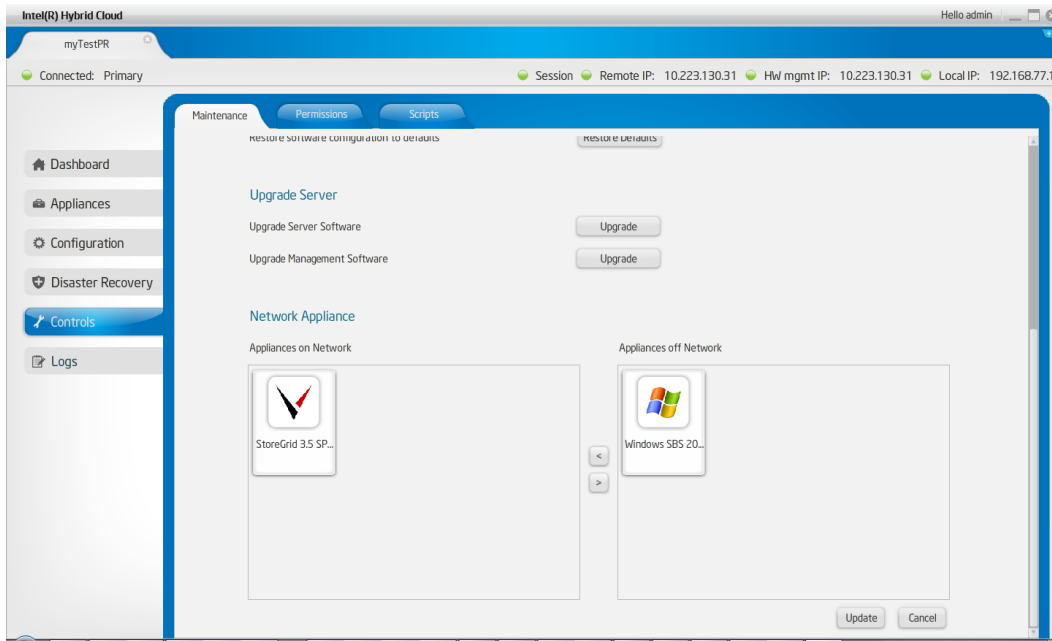 Intel(R) Hybrid Cloud
Hello admin
myTestPR
Connected: Primary
Session
Remote IP: 10.223.130.31
HW mgmt IP: 10.223.130.31
Local IP: 192.168.77.1
Maintenance
Permissions
Scripts
Dashboard
Appliances
Configuration
Disaster Recovery
Controls
Logs
Restore software configuration to defaults
Restore Defaults
Upgrade Server
Upgrade Server Software
Upgrade
Upgrade Management Software
Upgrade
Network Appliance
Appliances on Network
Appliances off Network
StoreGrid 3.5 SP...
Windows SBS 20...
<
>
Update
Cancel